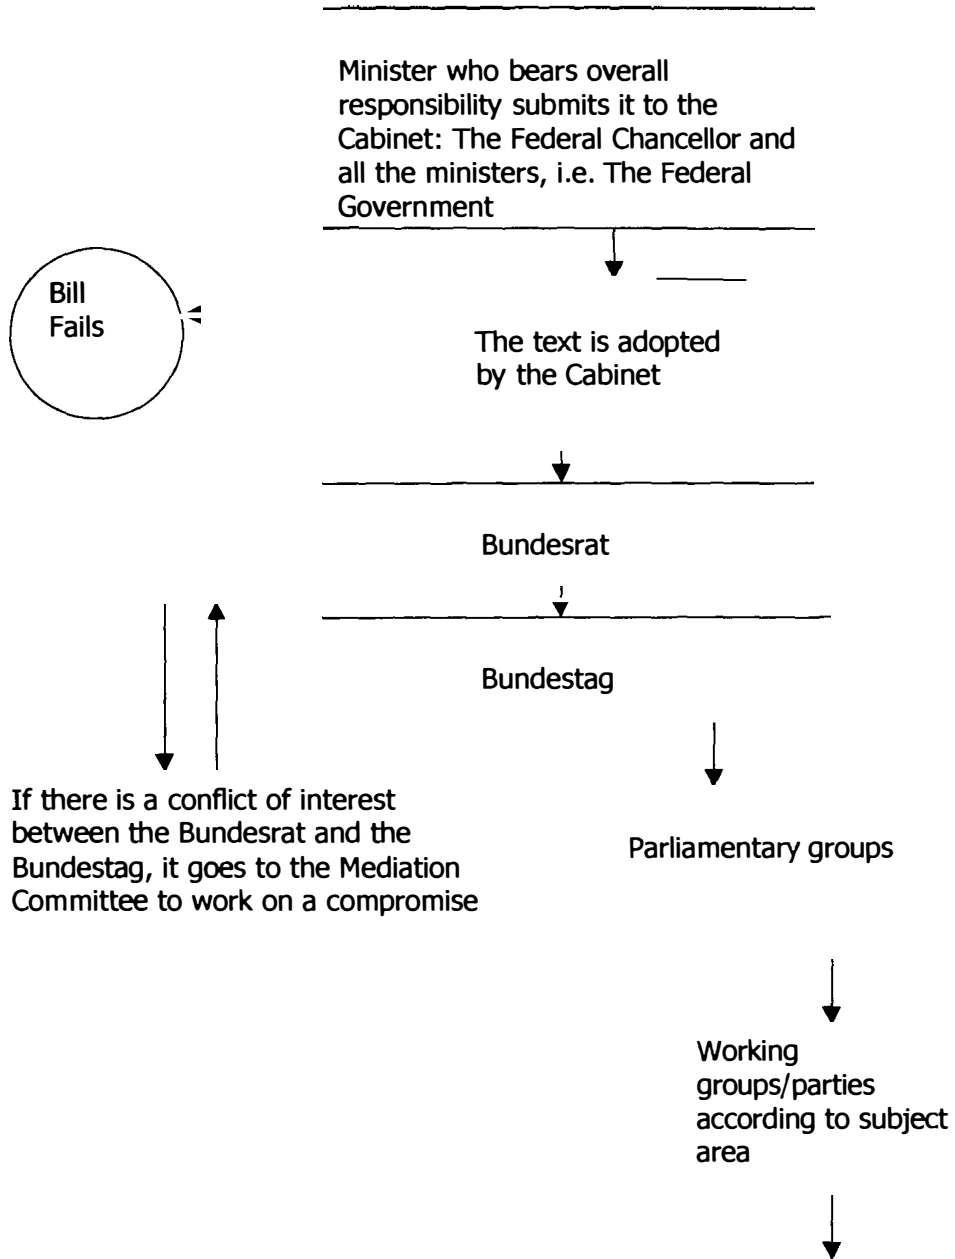 Minister who bears overall
responsibility submits it to the
Cabinet: The Federal Chancellor and
all the ministers, i.e. The Federal
Government
Bill
Fails
The text is adopted
by the Cabinet
Bundesrat
Bundestag
If there is a conflict of interest
between the Bundesrat and the
Bundestag, it goes to the Mediation
Committee to work on a compromise
Parliamentary groups
Working
groups/parties
according to subject
area